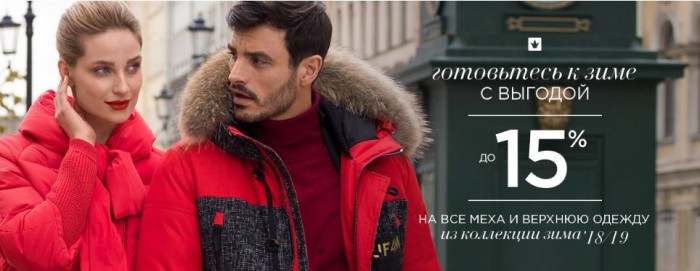 готовьтесь к зиме
С ВЫГОДОЙ
ДО 15%
НА ВСЕ МЕХА И ВЕРХНЮЮ ОДЕЖДУ
из коллекции зима'18/19